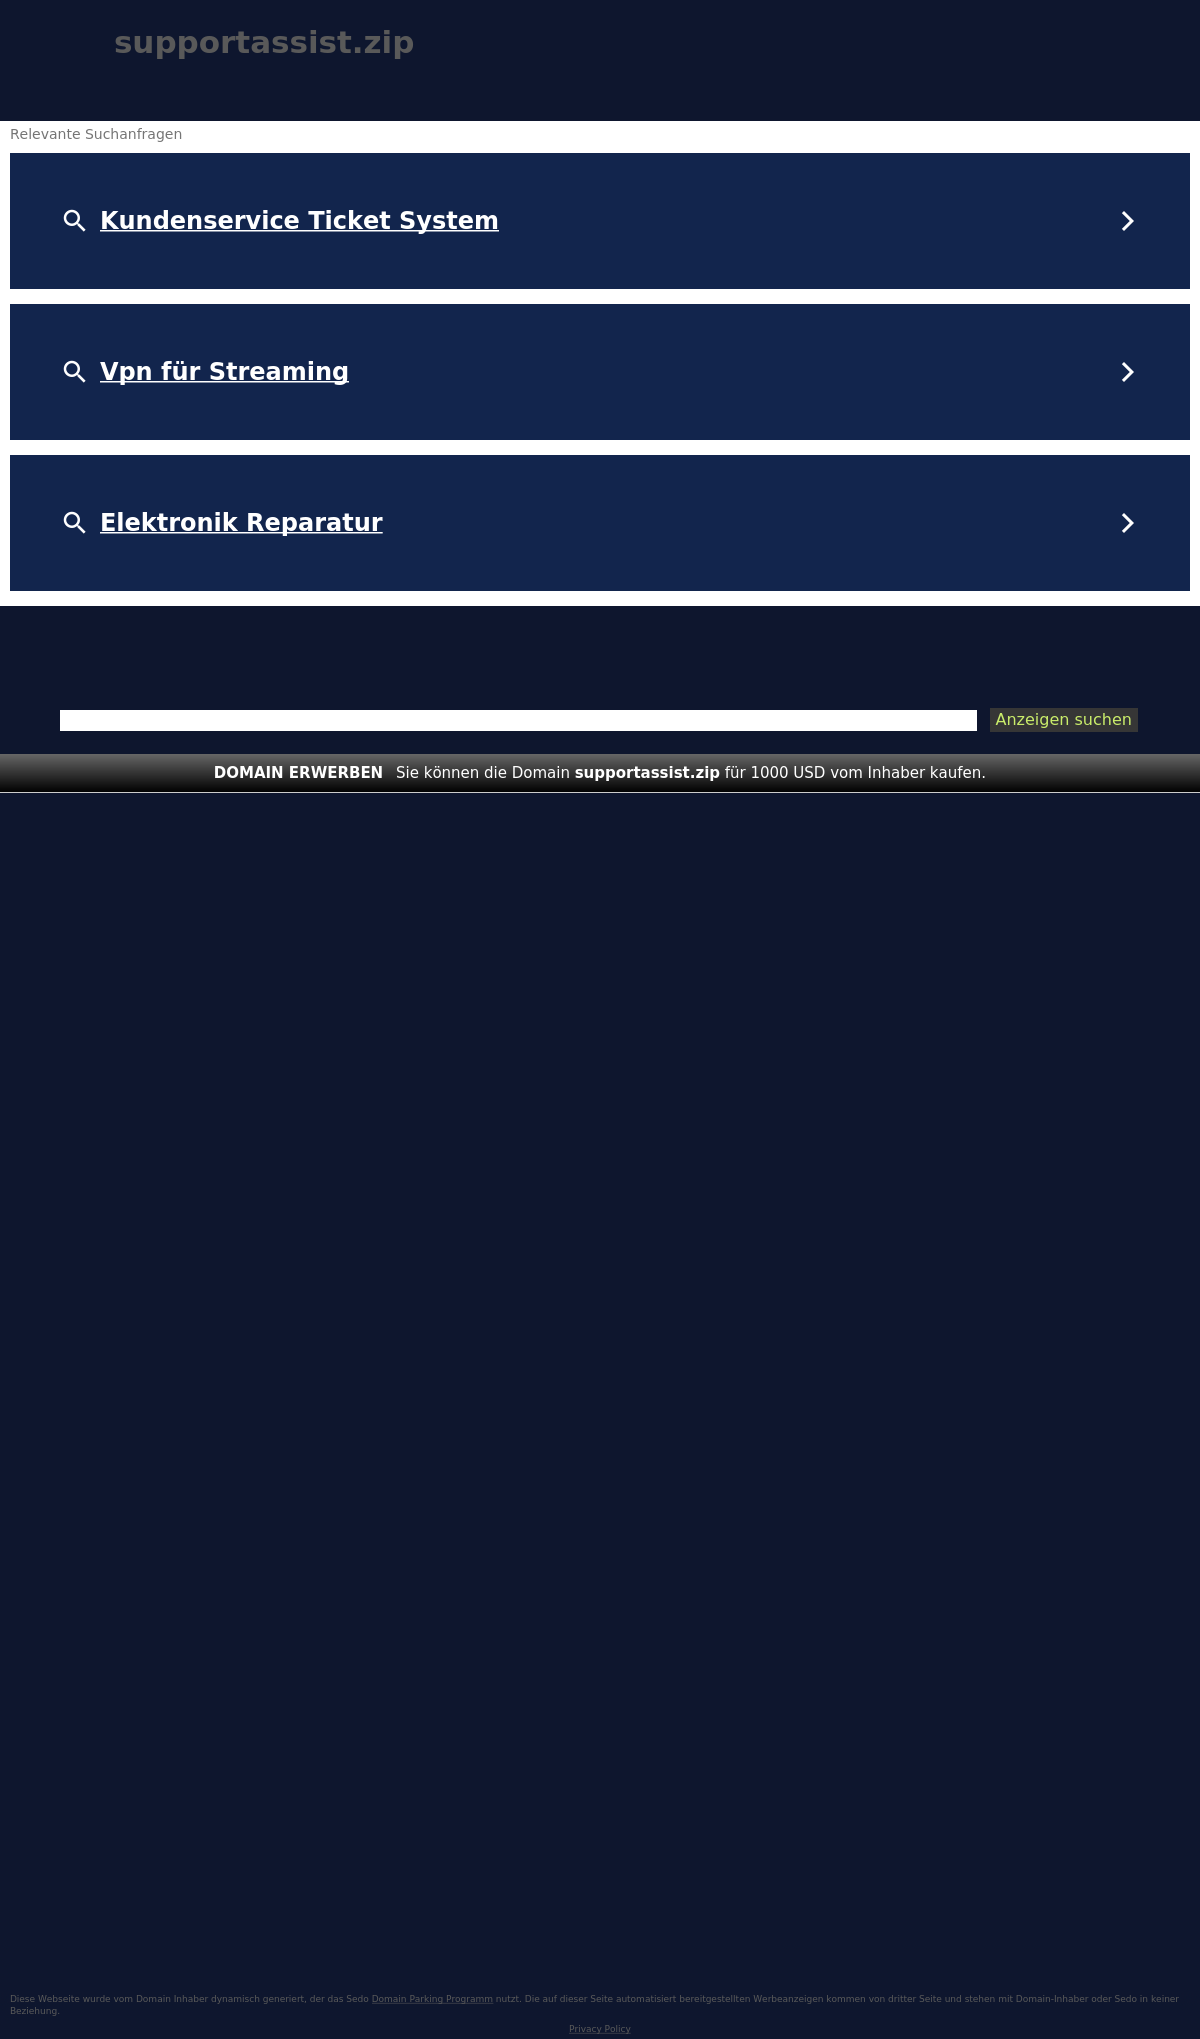 supportassist.zip
Relevante Suchanfragen
Kundenservice Ticket System
Vpn für Streaming
Elektronik Reparatur
Anzeigen suchen
DOMAIN ERWERBEN Sie können die Domain supportassist.zip für 1000 USD vom Inhaber kaufen.
Diese Webseite wurde vom Domain Inhaber dynamisch generiert, der das Sedo Domain Parking Programm nutzt. Die auf dieser Seite automatisiert bereitgestellten Werbeanzeigen kommen von dritter Seite und stehen mit Domain-Inhaber oder Sedo in keiner
Beziehung.
Privacy Policy